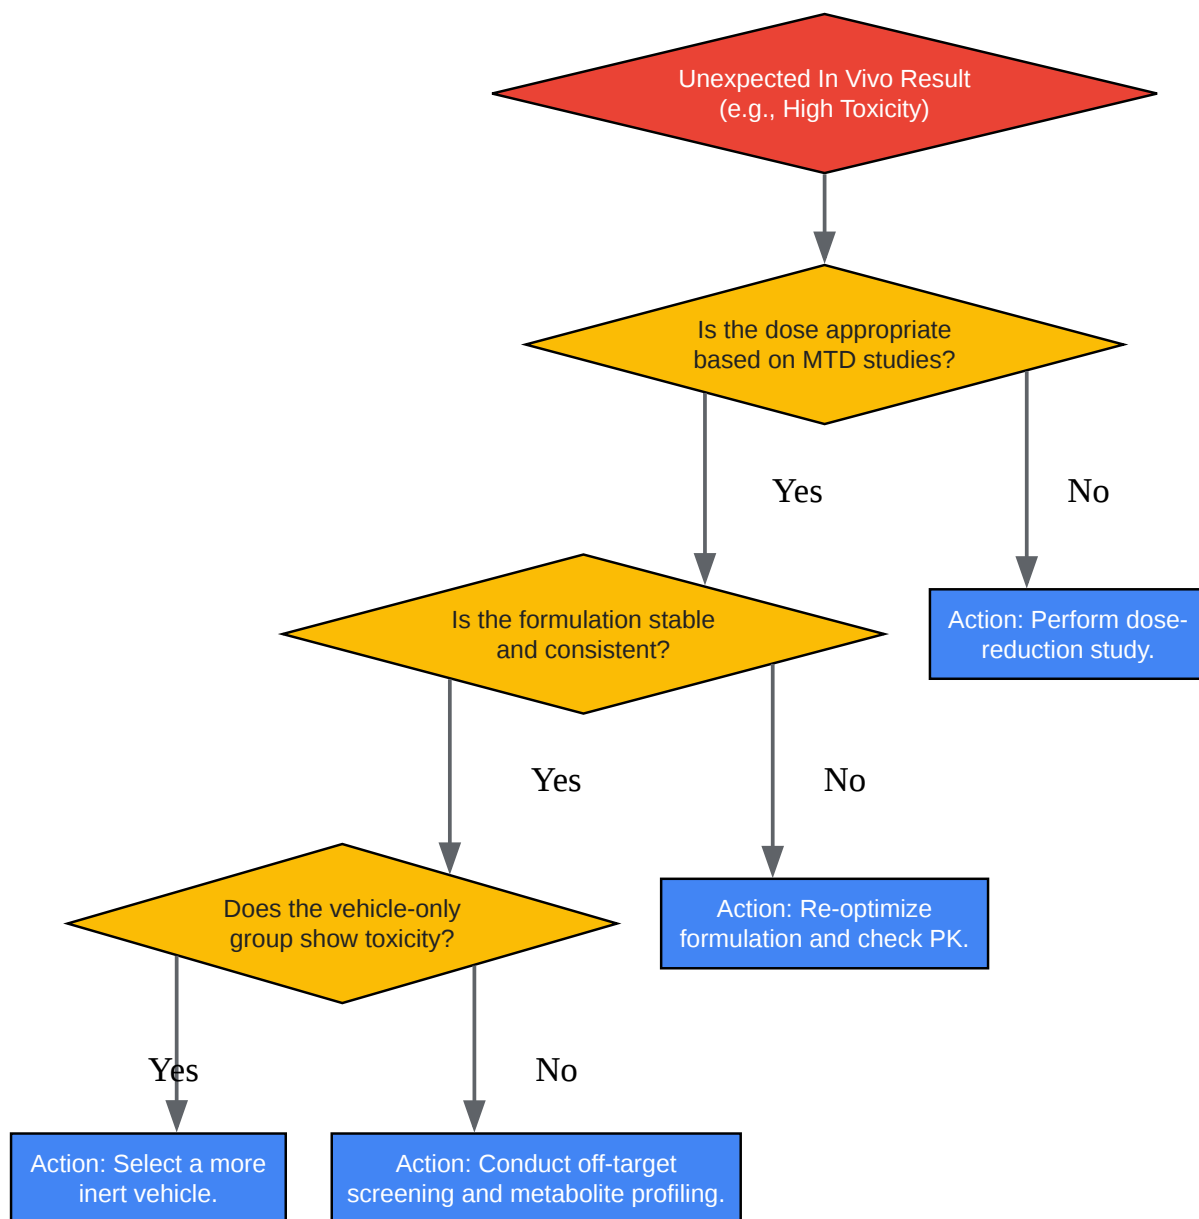 Unexpected In Vivo Result
(e.g., High Toxicity)
Is the dose appropriate
based on MTD studies?
Yes
No
Is the formulation stable
and consistent?
Action: Perform dose-
reduction study.
Yes
No
Does the vehicle-only
group show toxicity?
Action: Re-optimize
formulation and check PK.
Yes
No
Action: Select a more
inert vehicle.
Action: Conduct off-target
screening and metabolite profiling.